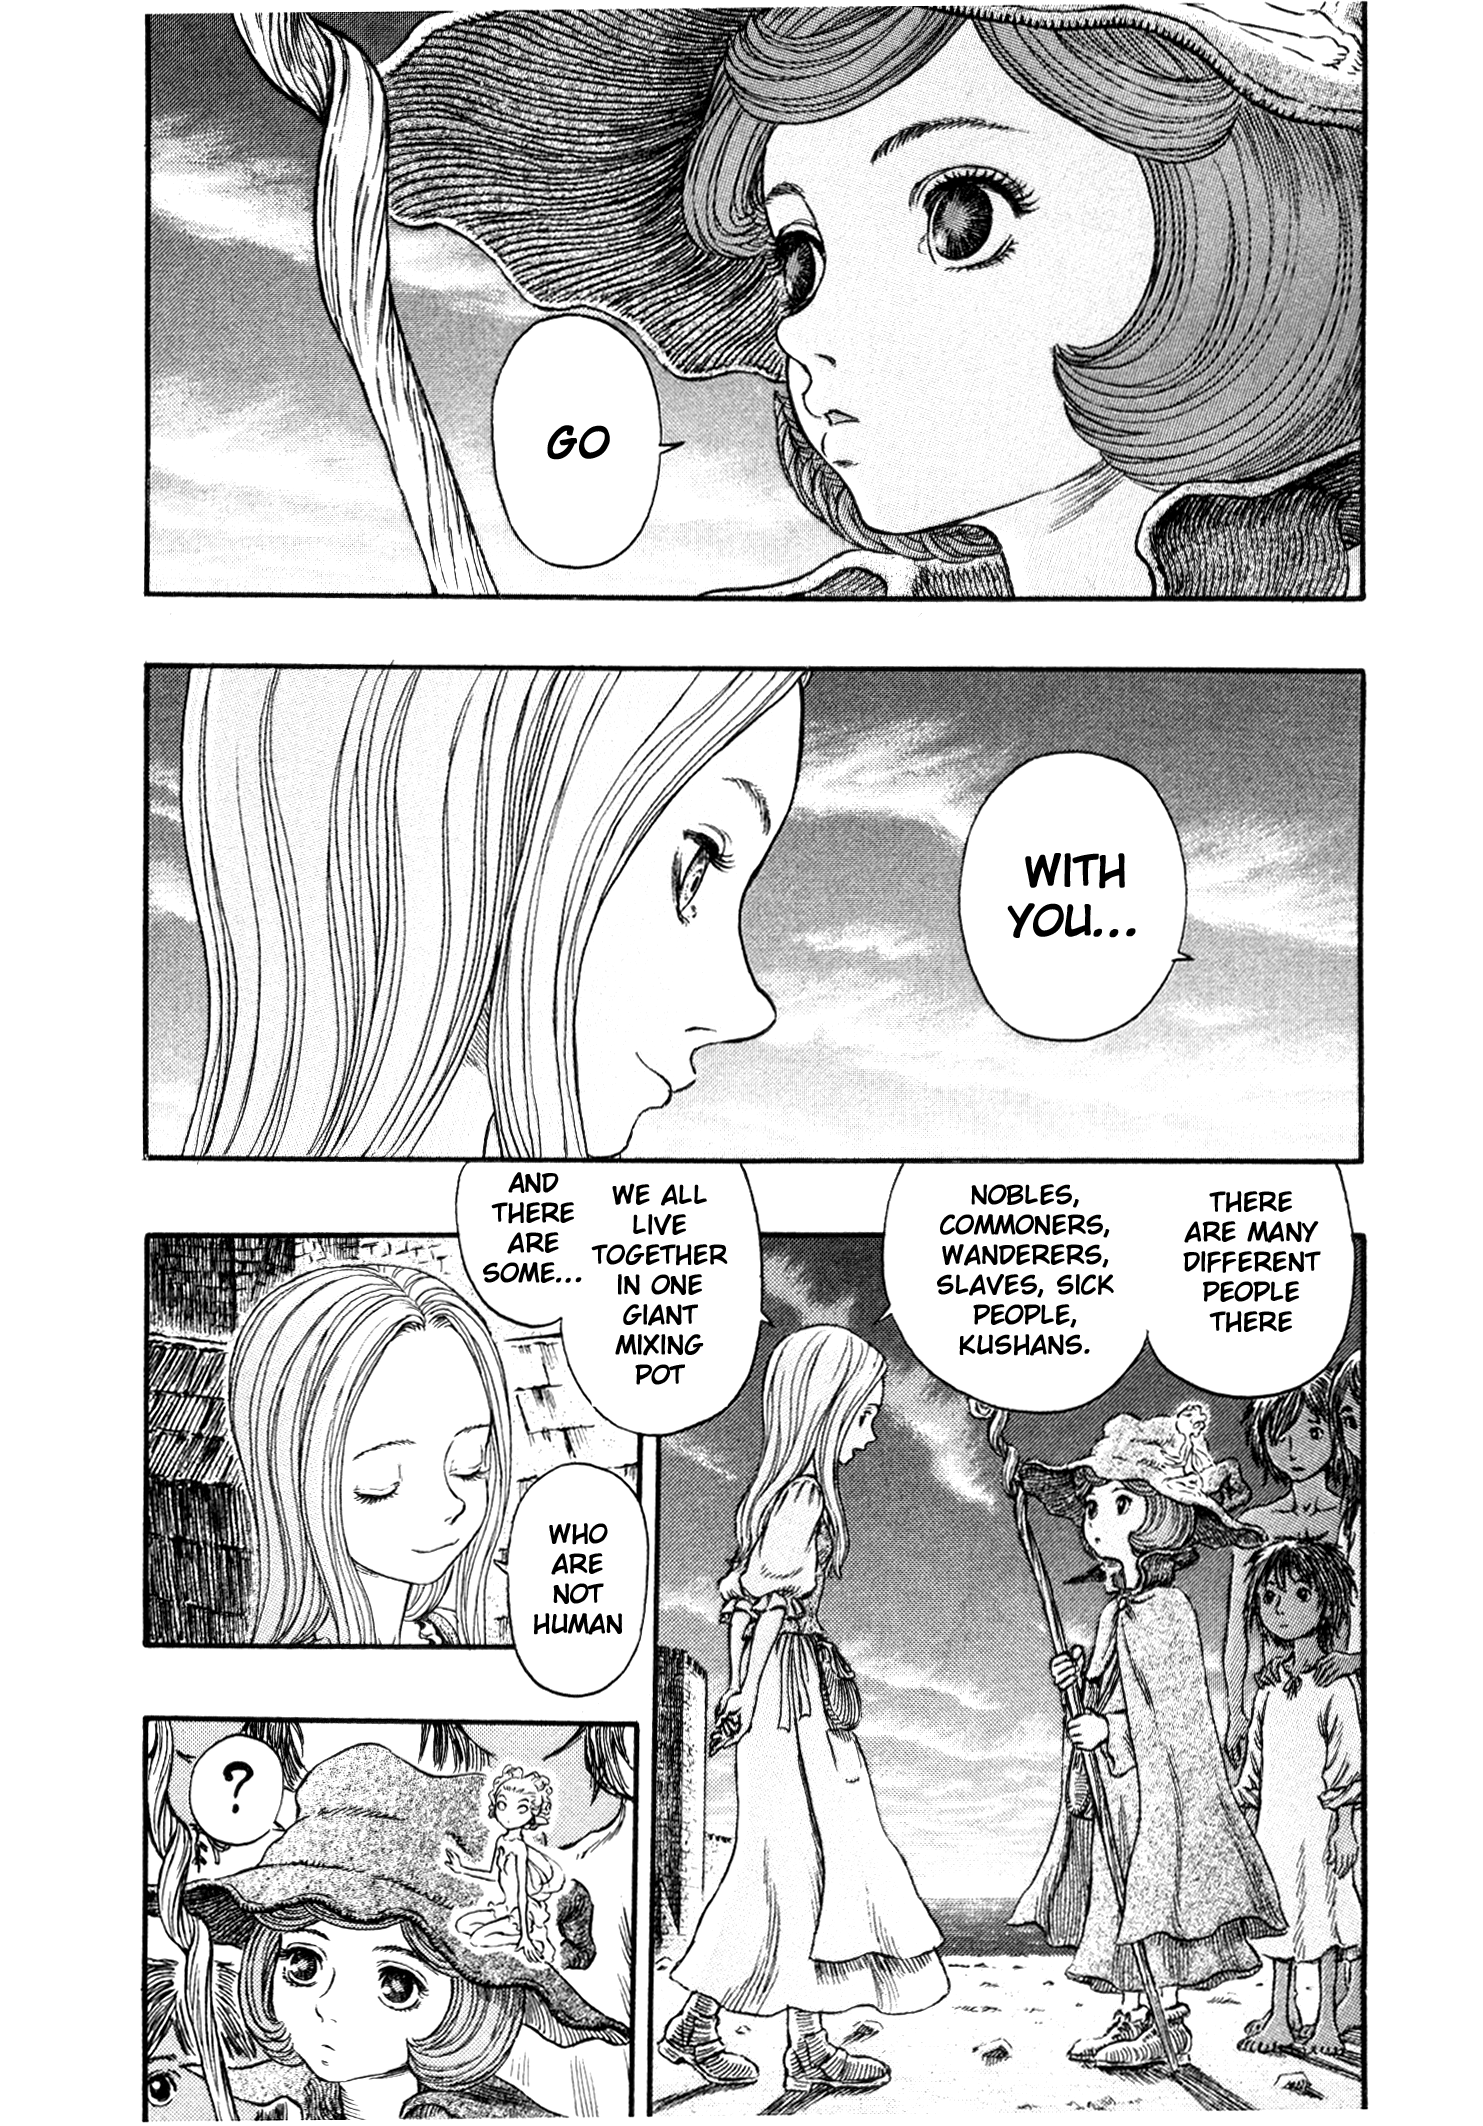 GO
WITH
YOU...
THERE
ARE MANY
DIFFERENT
PEOPLE
THERE
NOBLES,
COMMONERS,
WANDERERS,
SLAVES, SICK
PEOPLE,
KUSHANS.
WE ALL
LIVE
TOGETHER
IN ONE
GIANT
MIXING
POT
AND
THERE
ARE
SOME...
WHO
ARE
NOT
HUMAN
?